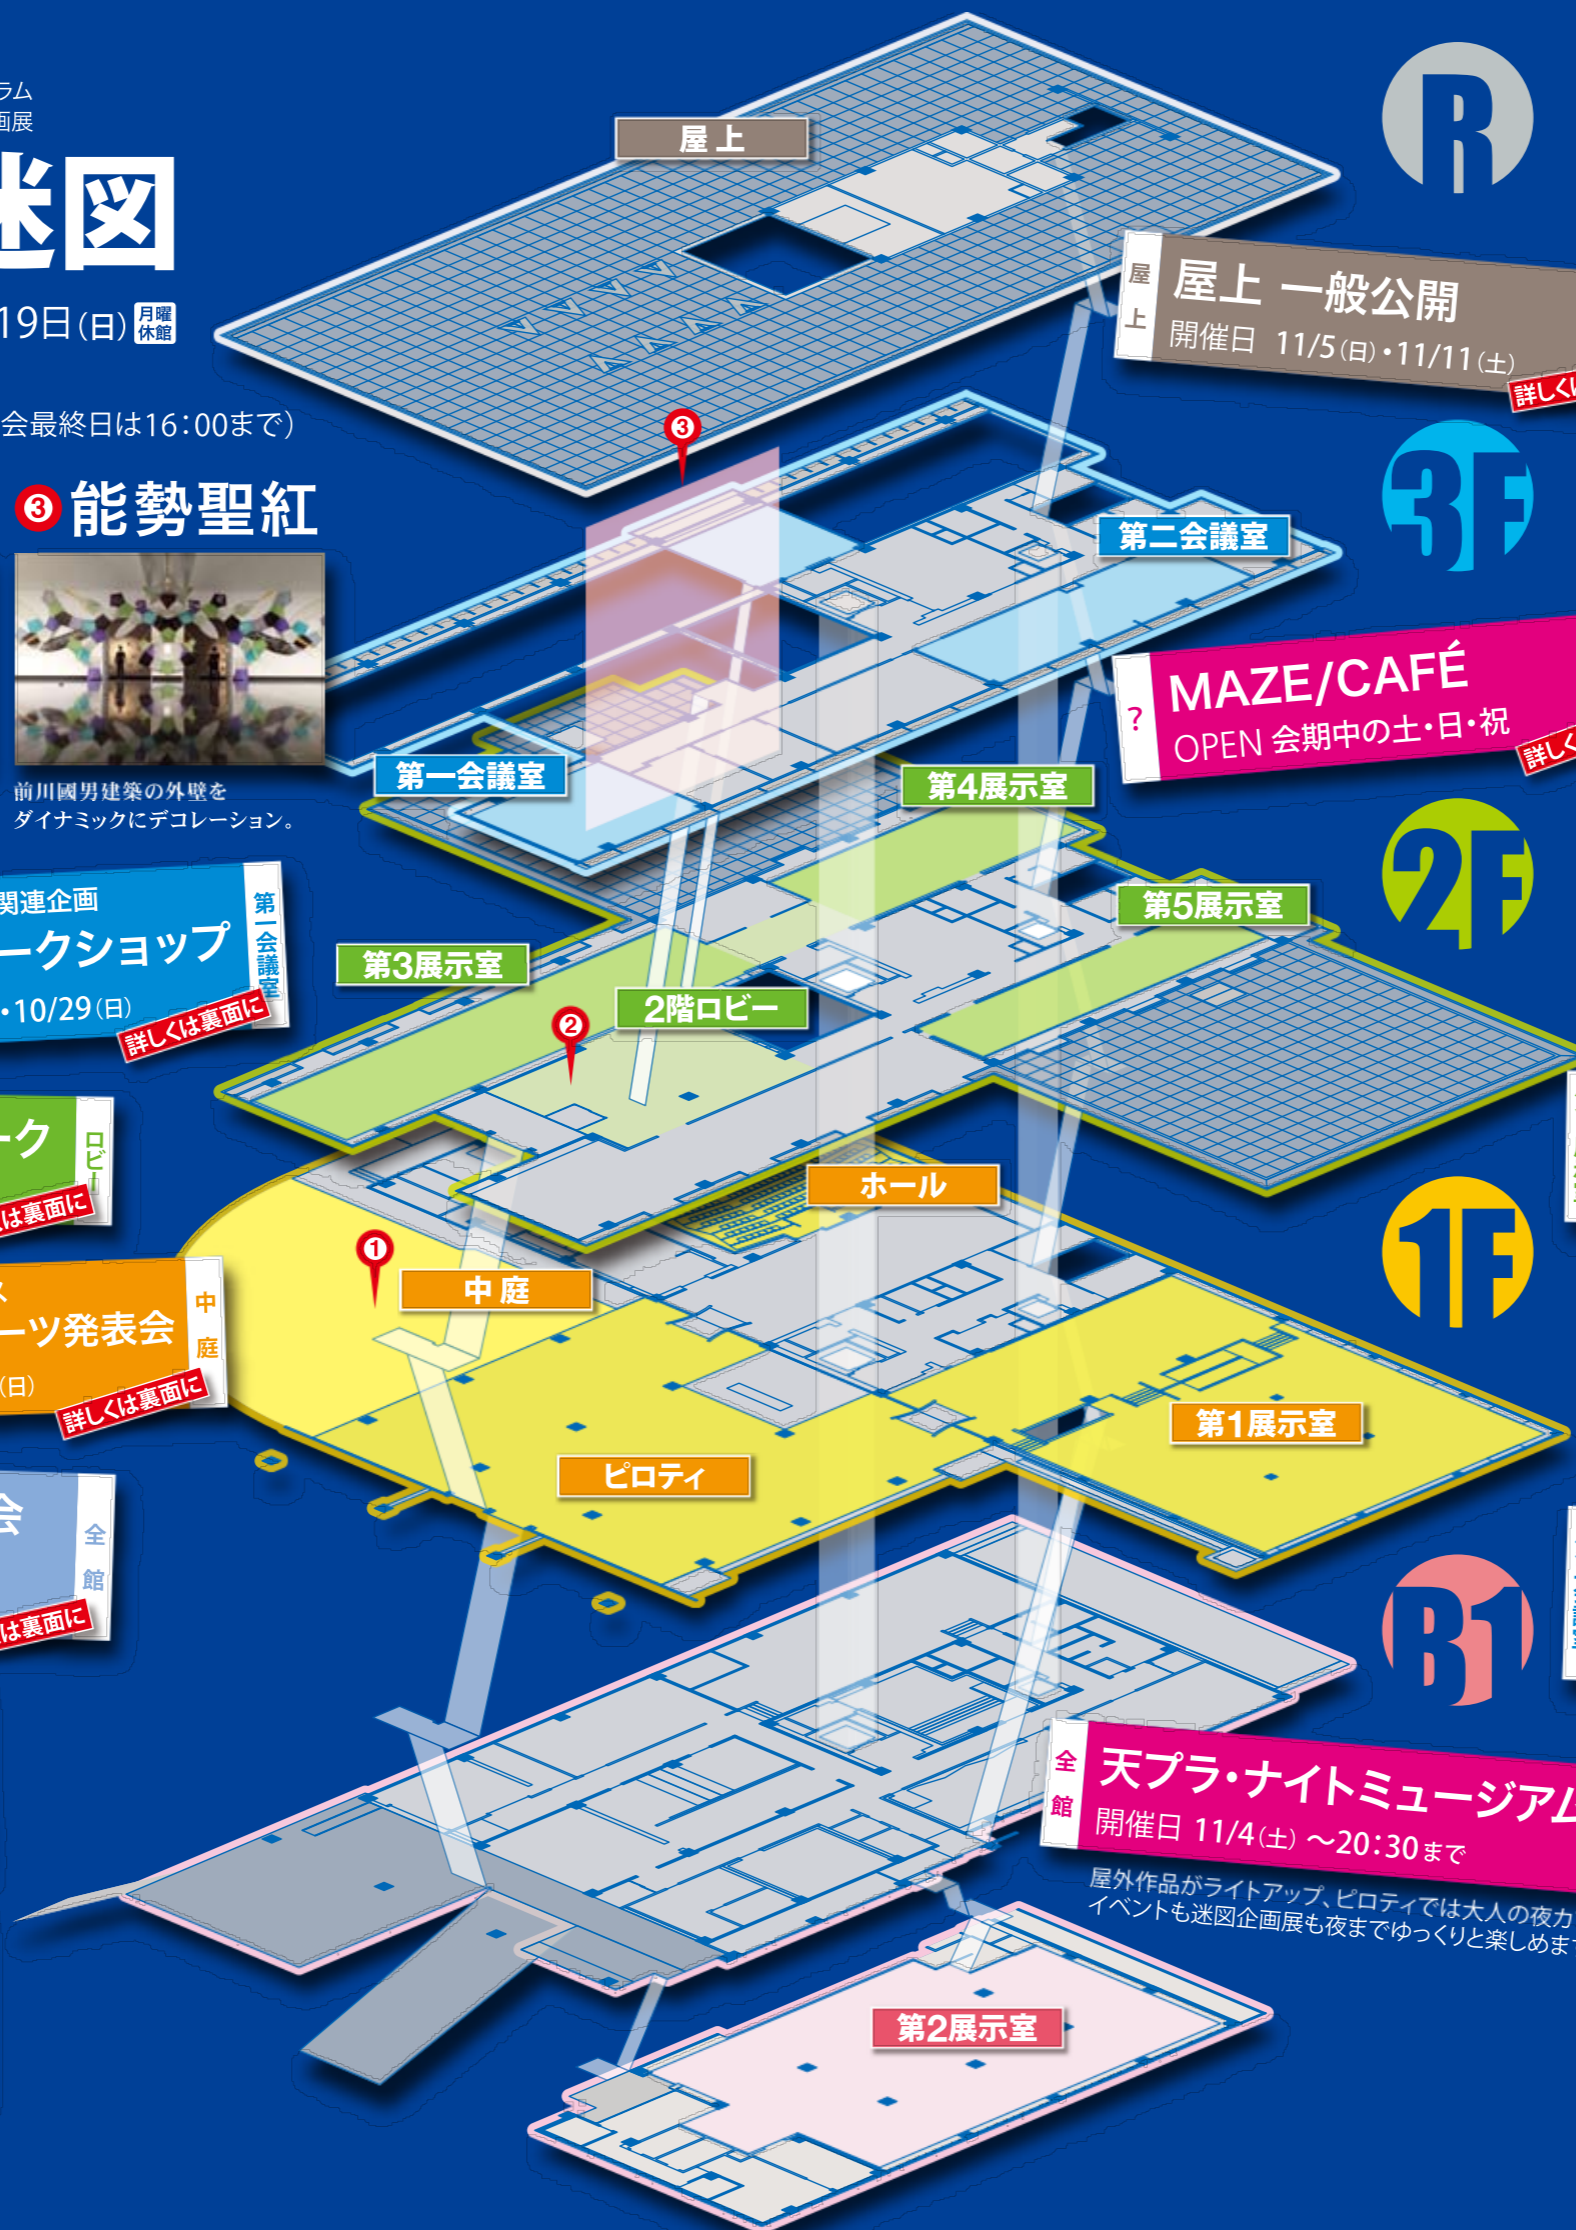 ラム
画展
迷図
19日(日) 月曜休館
会最終日は16:00まで)
❸能勢聖紅
前川國男建築の外壁を
ダイナミックにデコレーション。
関連企画
ークショップ
・10/29(日)
第一会議室
詳しくは裏面に
ーク
ロビー
は裏面に
ーツ発表会
(日)
中庭
詳しくは裏面に
会
全館
は裏面に
屋上
R
屋上
屋上 一般公開
開催日 11/5(日)・11/11(土)
詳しくは
❸
3F
第二会議室
第一会議室
?
MAZE/CAFÉ
OPEN 会期中の土・日・祝
詳しく
2F
第4展示室
第5展示室
第3展示室
2階ロビー
❷
1F
ホール
❶
中庭
第1展示室
ピロティ
B1
全館
天プラ・ナイトミュージアム
開催日 11/4(土) 〜20:30まで
屋外作品がライトアップ、ピロティでは大人の夜カ
イベントも迷図企画展も夜までゆっくりと楽しめます
第2展示室